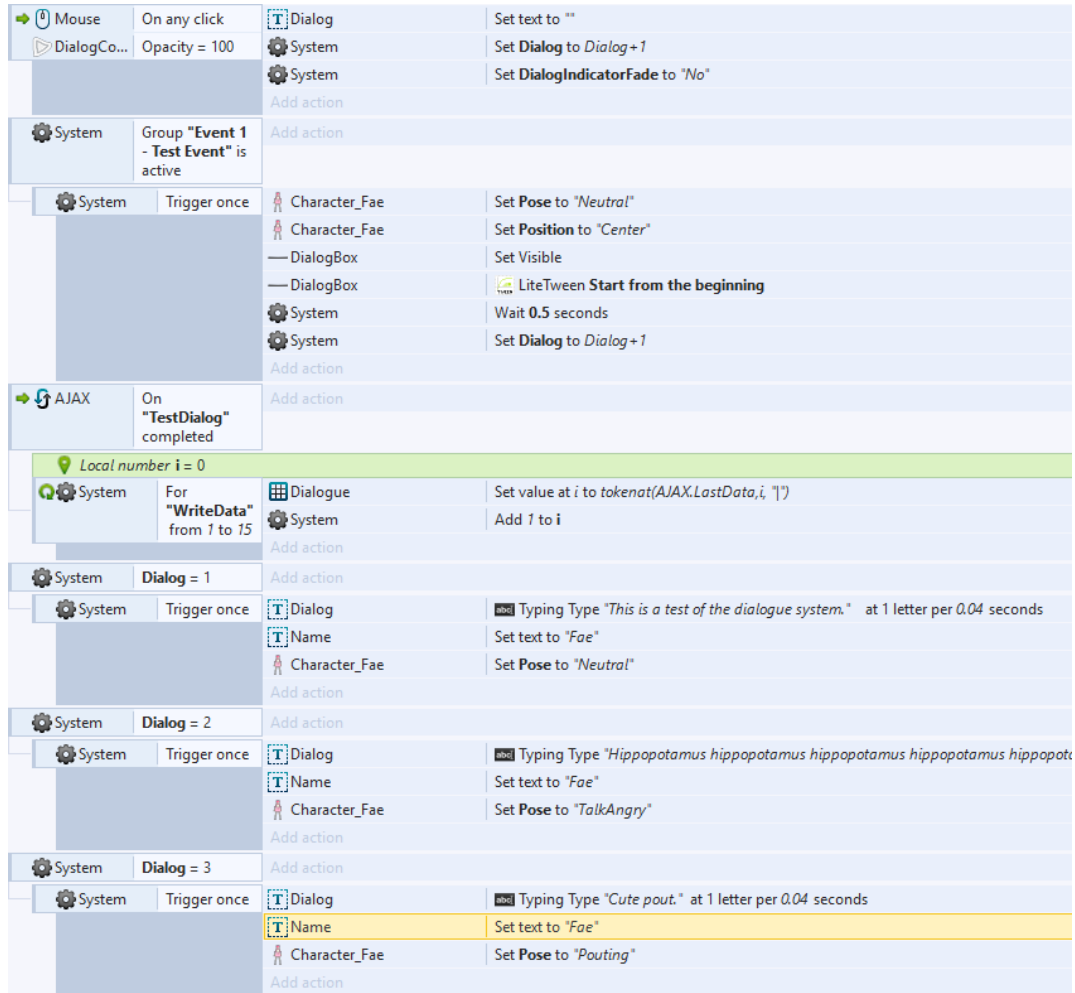 Mouse On any click Dialog Set text to ""
DialogCo... Opacity = 100 System Set Dialog to Dialog+1
System Set DialogIndicatorFade to "No"
Add action
System Group "Event 1 Add action
- Test Event" is
active
System Trigger once Character_Fae Set Pose to "Neutral"
Character_Fae Set Position to "Center"
DialogBox Set Visible
DialogBox LiteTween Start from the beginning
System Wait 0.5 seconds
System Set Dialog to Dialog+1
Add action
AJAX On Add action
"TestDialog"
completed
Local number i = 0
System For Dialogue Set value at i to tokenat(AJAX.LastData,i, "|")
"WriteData" System Add 1 to i
from 1 to 15
Add action
System Dialog = 1 Add action
System Trigger once Dialog abc Typing Type "This is a test of the dialogue system." at 1 letter per 0.04 seconds
Name Set text to "Fae"
Character_Fae Set Pose to "Neutral"
Add action
System Dialog = 2 Add action
System Trigger once Dialog abc Typing Type "Hippopotamus hippopotamus hippopotamus hippopotamus hippopota
Name Set text to "Fae"
Character_Fae Set Pose to "TalkAngry"
Add action
System Dialog = 3 Add action
System Trigger once Dialog abc Typing Type "Cute pout." at 1 letter per 0.04 seconds
Name Set text to "Fae"
Character_Fae Set Pose to "Pouting"
Add action